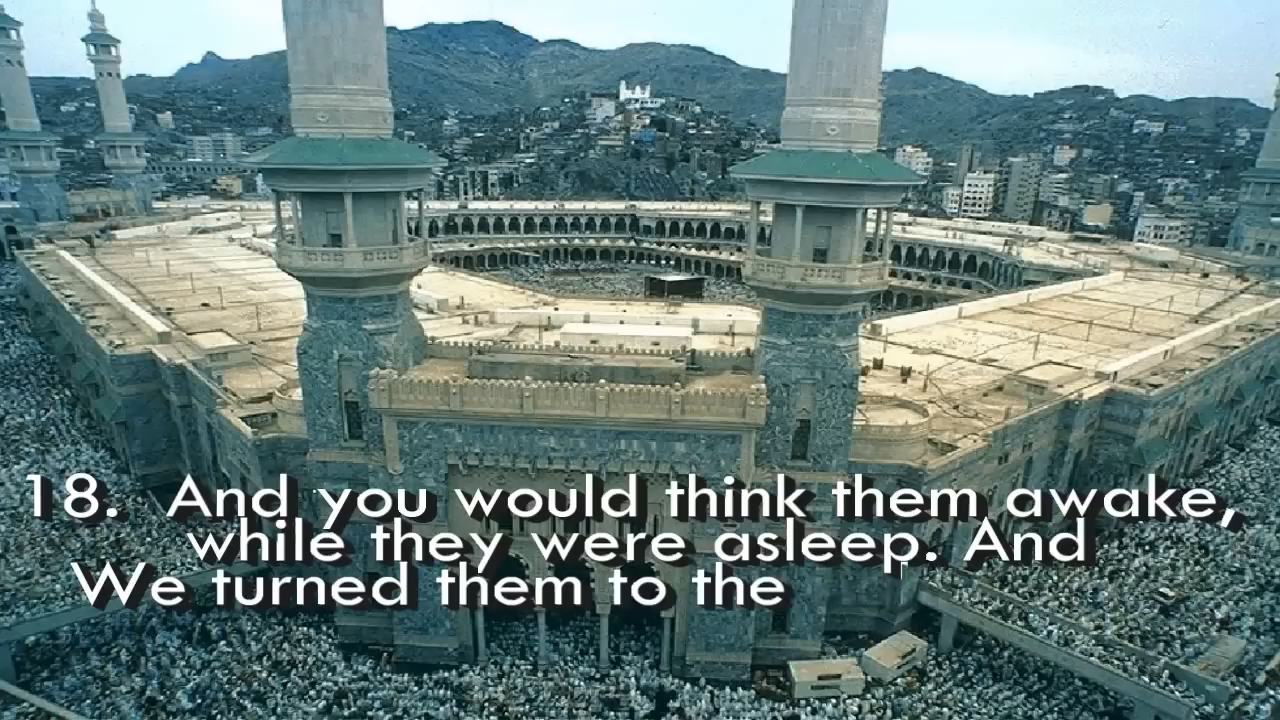 18. And you would think them awake,
while they were asleep. And
We turned them to the